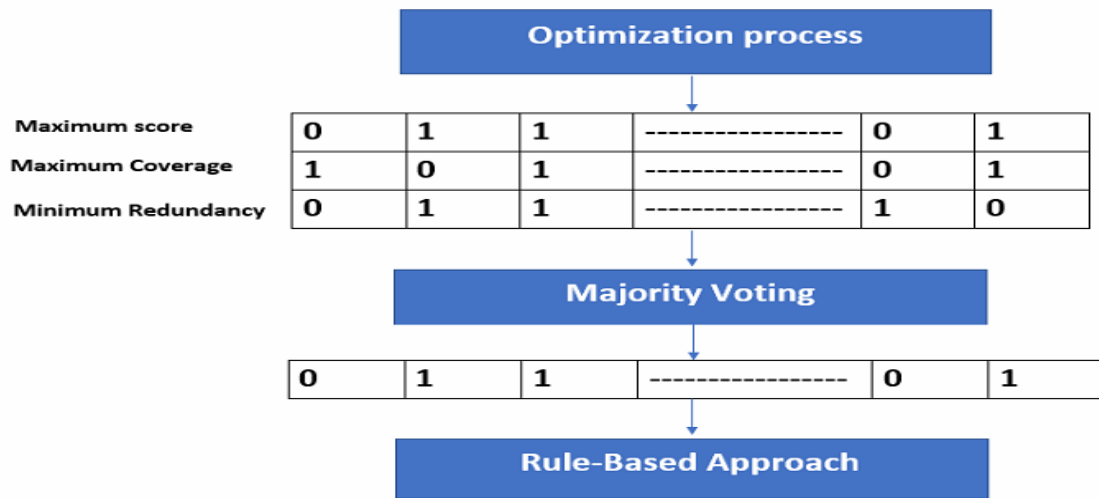 Optimization process
Maximum score 0 1 1 ----------------- 0 1
Maximum Coverage 1 0 1 ----------------- 0 1
Minimum Redundancy 0 1 1 ----------------- 1 0
Majority Voting
0 1 1 ----------------- 0 1
Rule-Based Approach